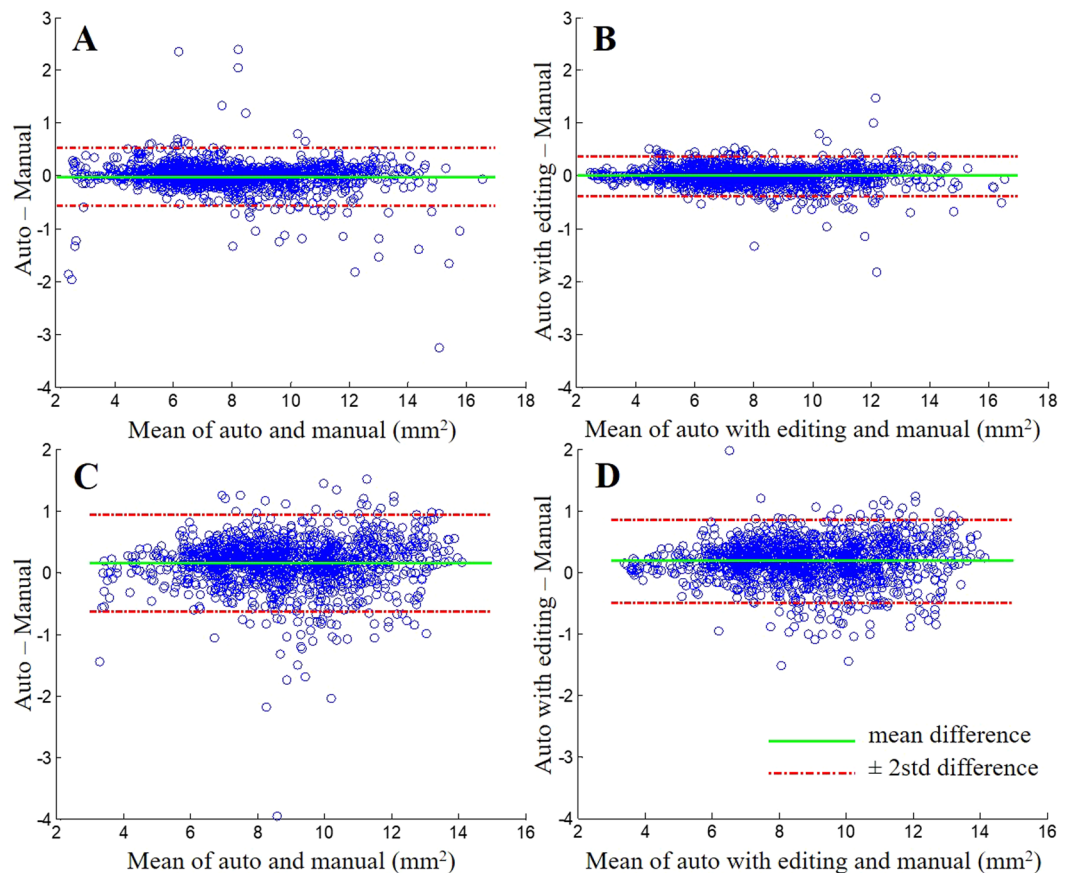 A
3
2
1
0
-1
-2
-3
-4
Auto – Manual
2 4 6 8 10 12 14 16 18
Mean of auto and manual (mm²)
B
3
2
1
0
-1
-2
-3
-4
Auto with editing – Manual
2 4 6 8 10 12 14 16 18
Mean of auto with editing and manual (mm²)
C
2
1
0
-1
-2
-3
-4
Auto – Manual
2 4 6 8 10 12 14 16
Mean of auto and manual (mm²)
D
2
1
0
-1
-2
-3
-4
Auto with editing – Manual
mean difference
± 2std difference
2 4 6 8 10 12 14 16
Mean of auto with editing and manual (mm²)